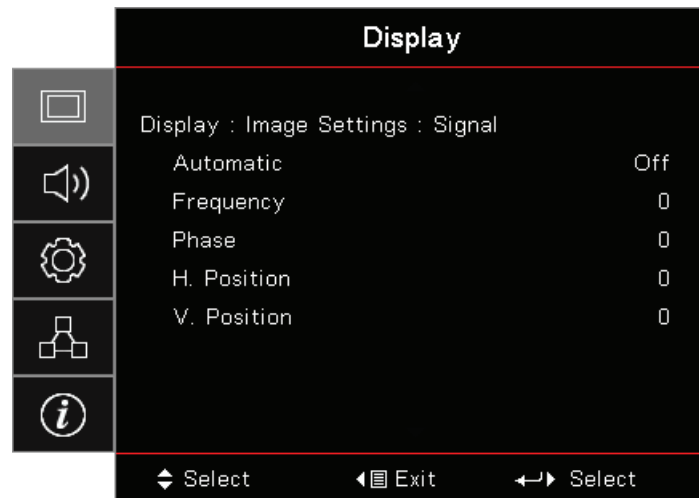 Display
Display : Image Settings : Signal
Automatic Off
Frequency 0
Phase 0
H. Position 0
V. Position 0
Select Exit Select